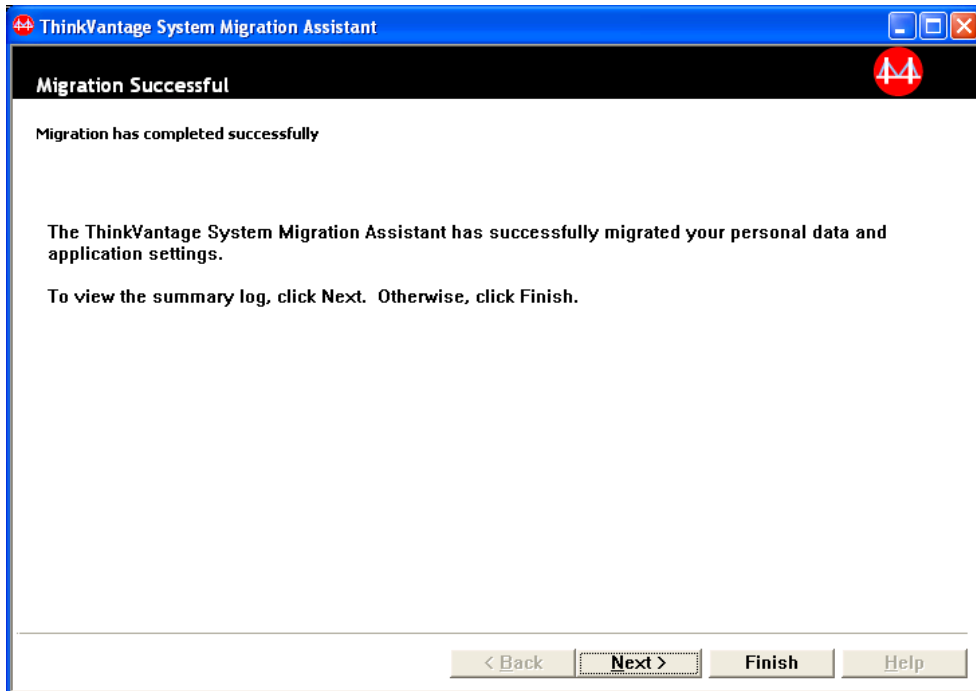 ThinkVantage System Migration Assistant
Migration Successful
Migration has completed successfully
The ThinkVantage System Migration Assistant has successfully migrated your personal data and
application settings.
To view the summary log, click Next. Otherwise, click Finish.
< Back Next > Finish Help